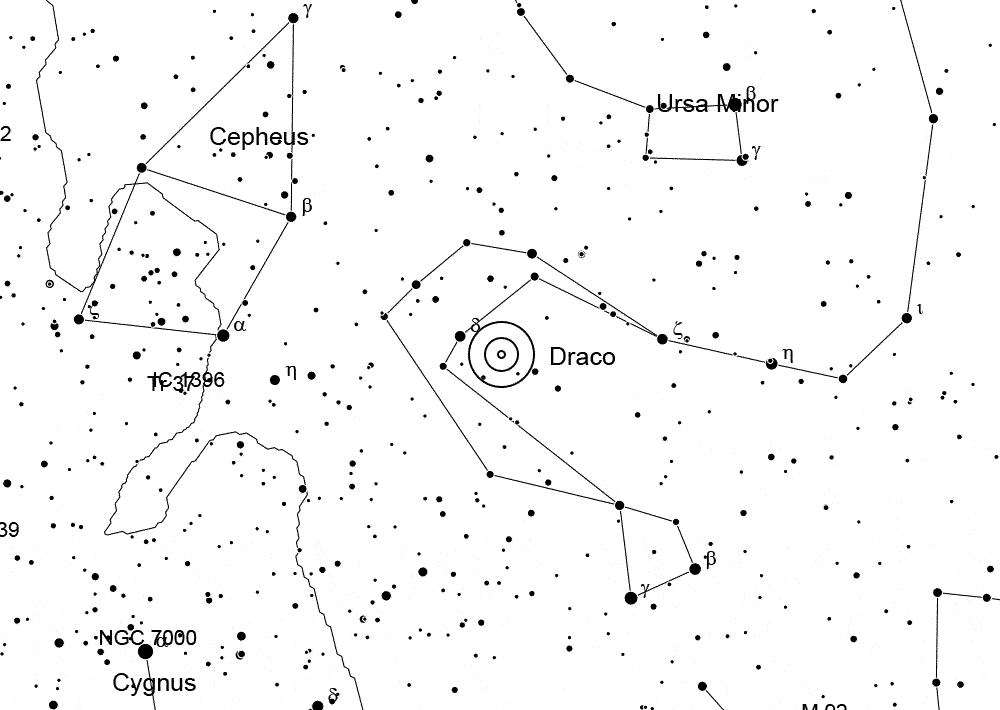 γ
β
Ursa Minor
2
Cepheus
γ
β
ζ
α
δ
ζ
ι
Draco
η
IC 1396
Tr 37
η
39
β
γ
NGC 7000
α
Cygnus
δ
M 92